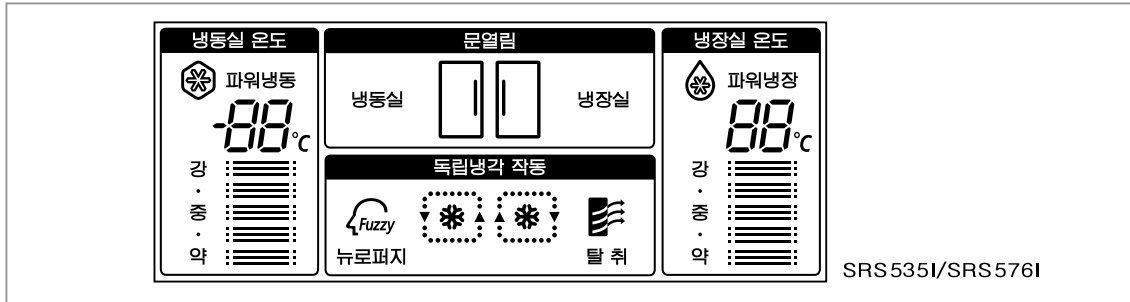 냉동실 온도
파워냉동
-88°C
강
·
중
·
약
문열림
냉동실
냉장실
독립냉각 작동
Fuzzy
뉴로퍼지
탈 취
냉장실 온도
파워냉장
88°C
강
·
중
·
약
SRS535I/SRS576I